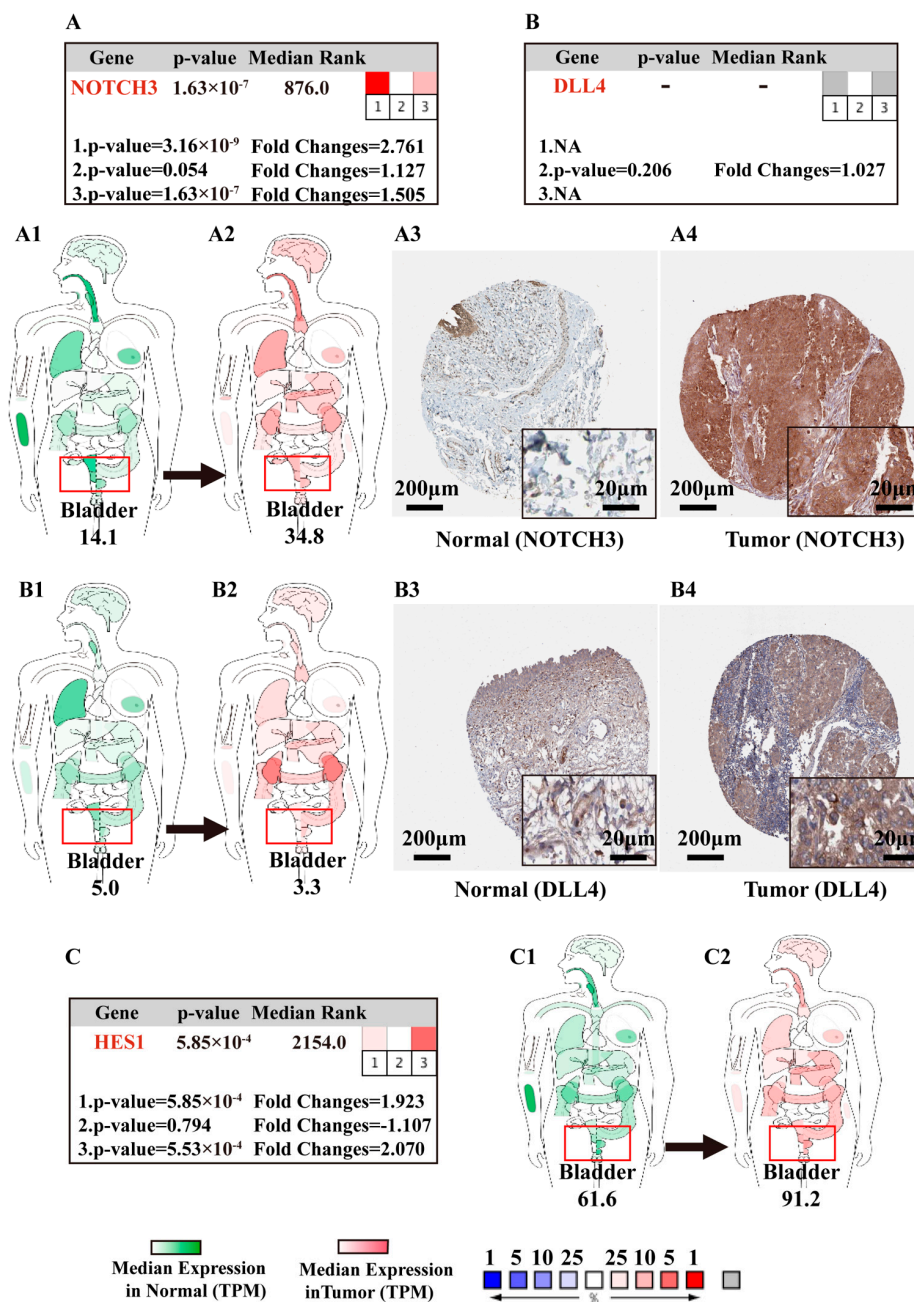 A
Gene p-value Median Rank
NOTCH3 1.63×10⁻⁷ 876.0
1 2 3
1.p-value=3.16×10⁻⁹ Fold Changes=2.761
2.p-value=0.054 Fold Changes=1.127
3.p-value=1.63×10⁻⁷ Fold Changes=1.505
B
Gene p-value Median Rank
DLL4 - -
1 2 3
1.NA
2.p-value=0.206 Fold Changes=1.027
3.NA
A1 A2 A3 A4
Bladder
14.1
Bladder
34.8
200μm 20μm
Normal (NOTCH3)
200μm 20μm
Tumor (NOTCH3)
B1 B2 B3 B4
Bladder
5.0
Bladder
3.3
200μm 20μm
Normal (DLL4)
200μm 20μm
Tumor (DLL4)
C
Gene p-value Median Rank
HES1 5.85×10⁻⁴ 2154.0
1 2 3
1.p-value=5.85×10⁻⁴ Fold Changes=1.923
2.p-value=0.794 Fold Changes=-1.107
3.p-value=5.53×10⁻⁴ Fold Changes=2.070
C1 C2
Bladder
61.6
Bladder
91.2
Median Expression
in Normal (TPM)
Median Expression
inTumor (TPM)
1 5 10 25 25 10 5 1
%